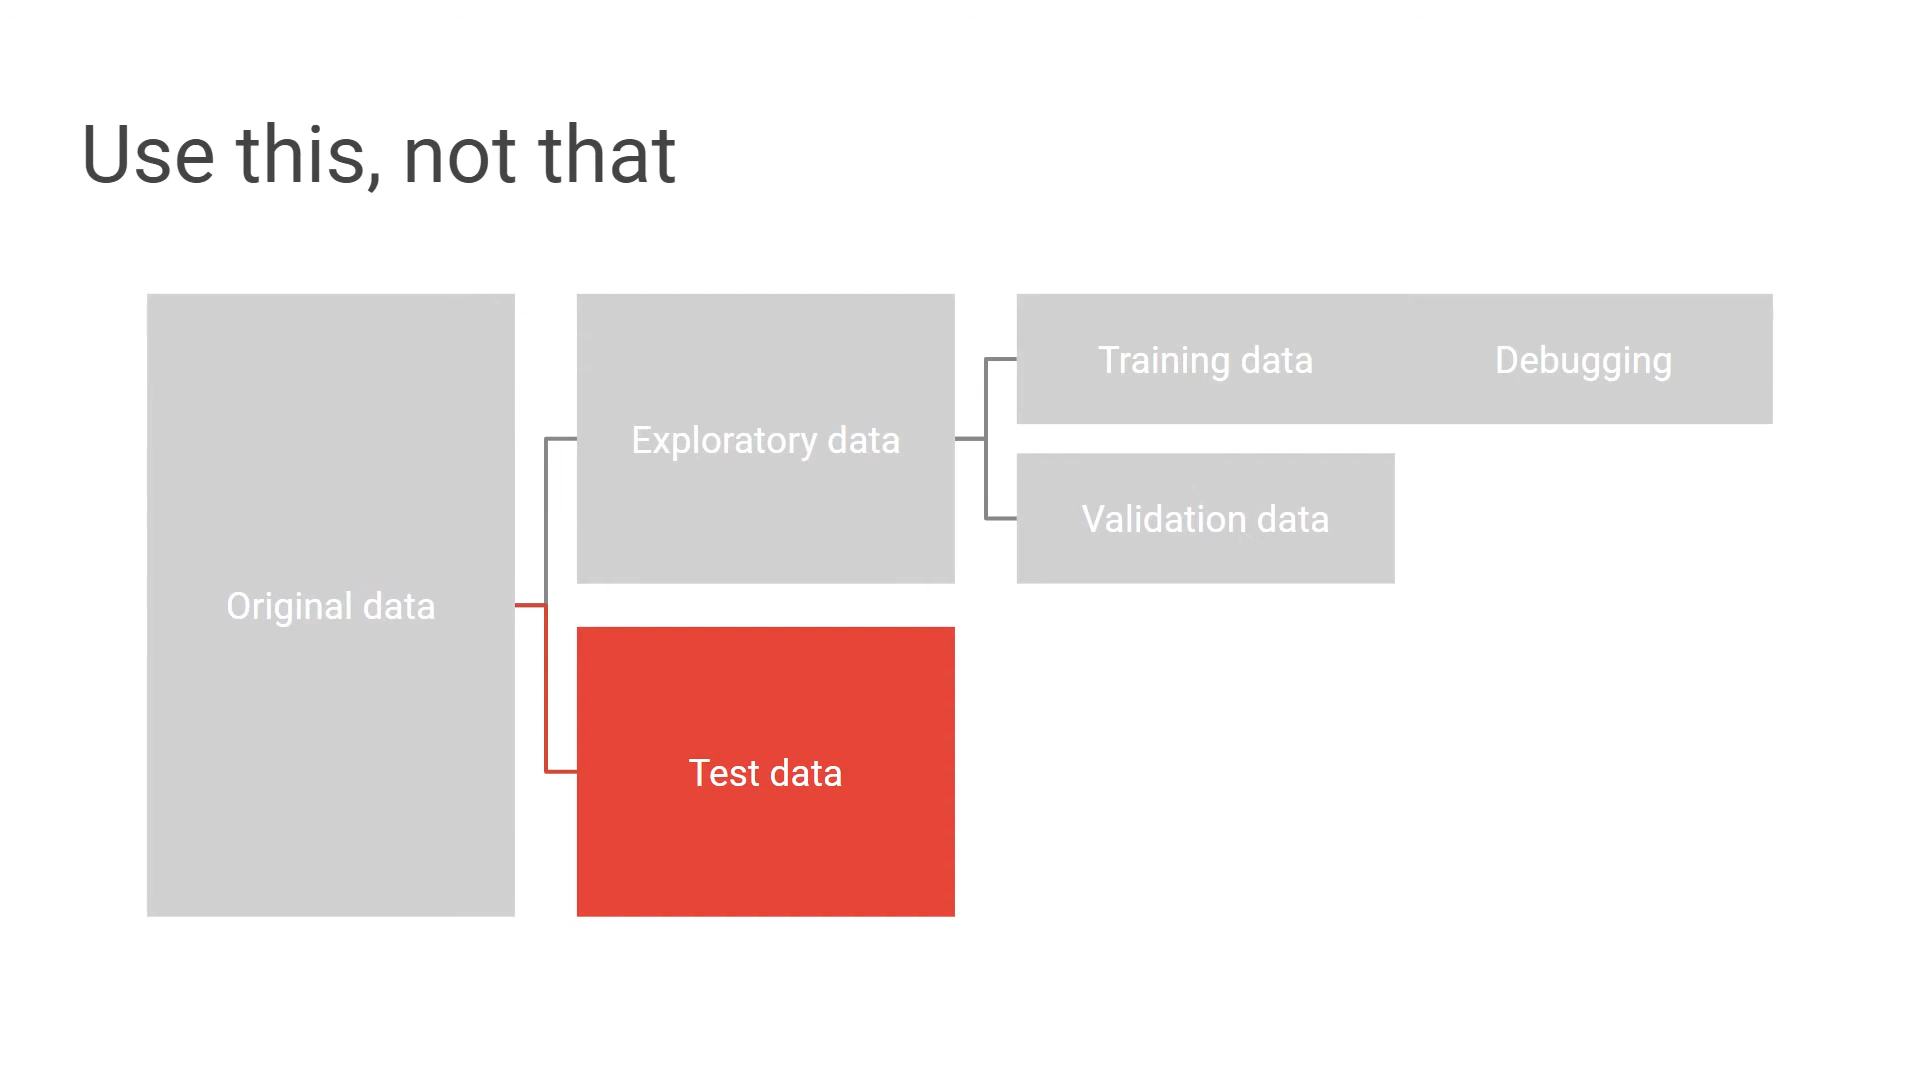 Use this, not that
Original data
Exploratory data
Test data
Training data
Debugging
Validation data